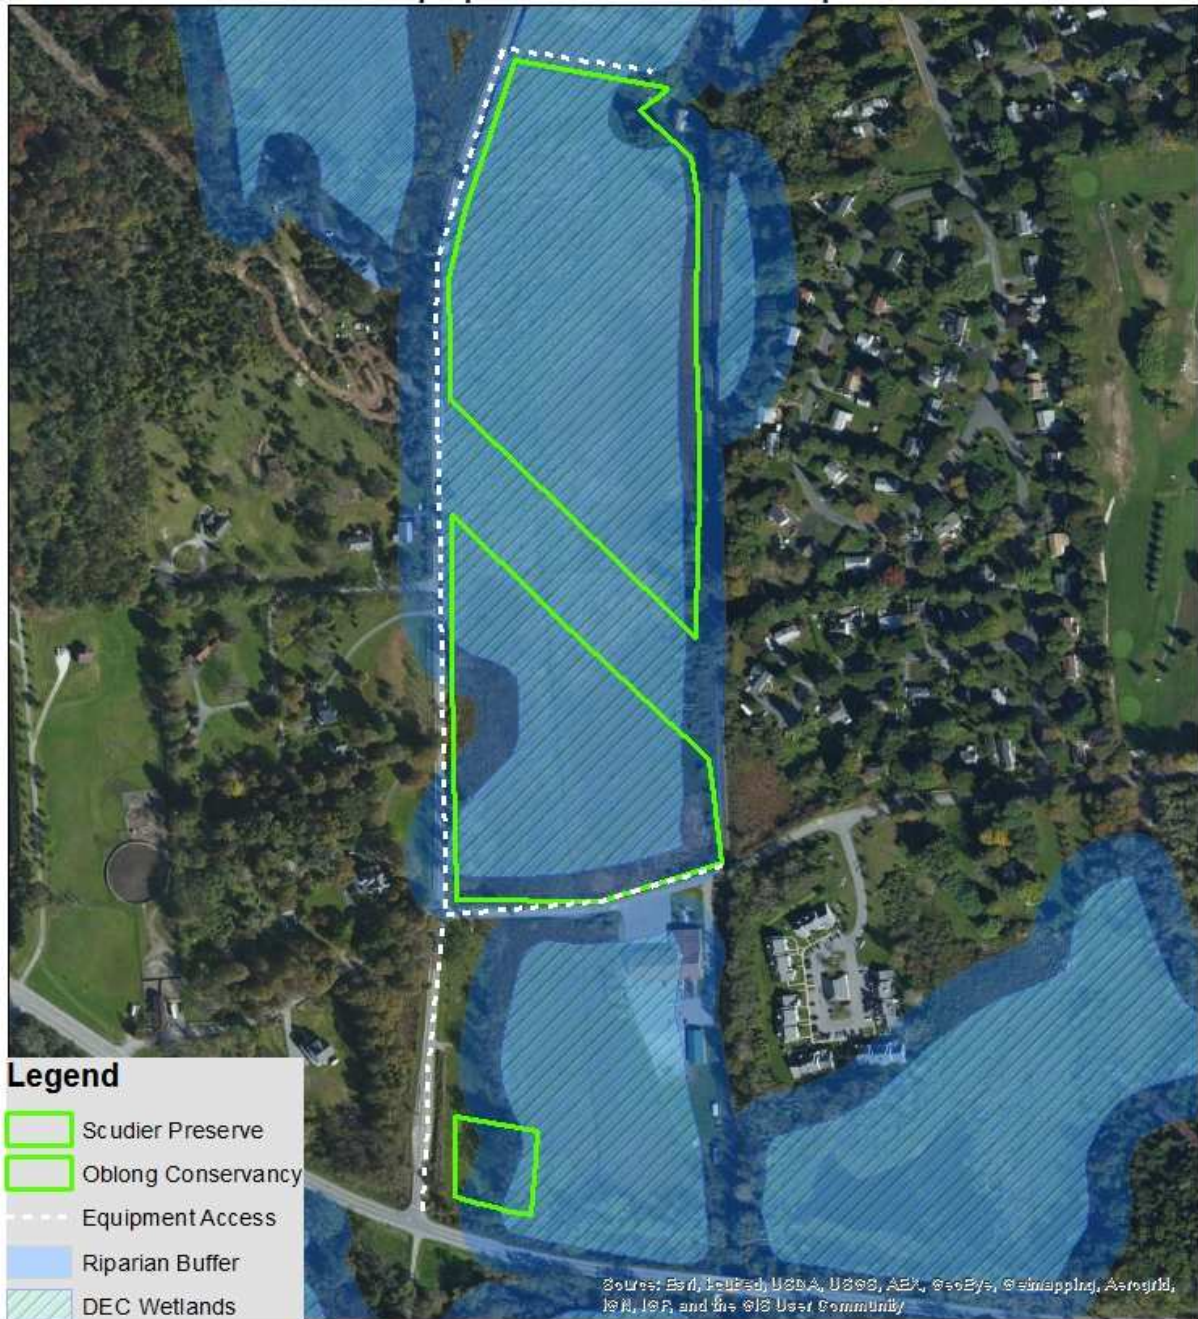 Legend
Scudier Preserve
Oblong Conservancy
Equipment Access
Riparian Buffer
DEC Wetlands
Source: Esri, USDA, USGS, AEX, GeoEye, Getmapping, Aerogrid,
IGN, IGP, and the GIS User Community